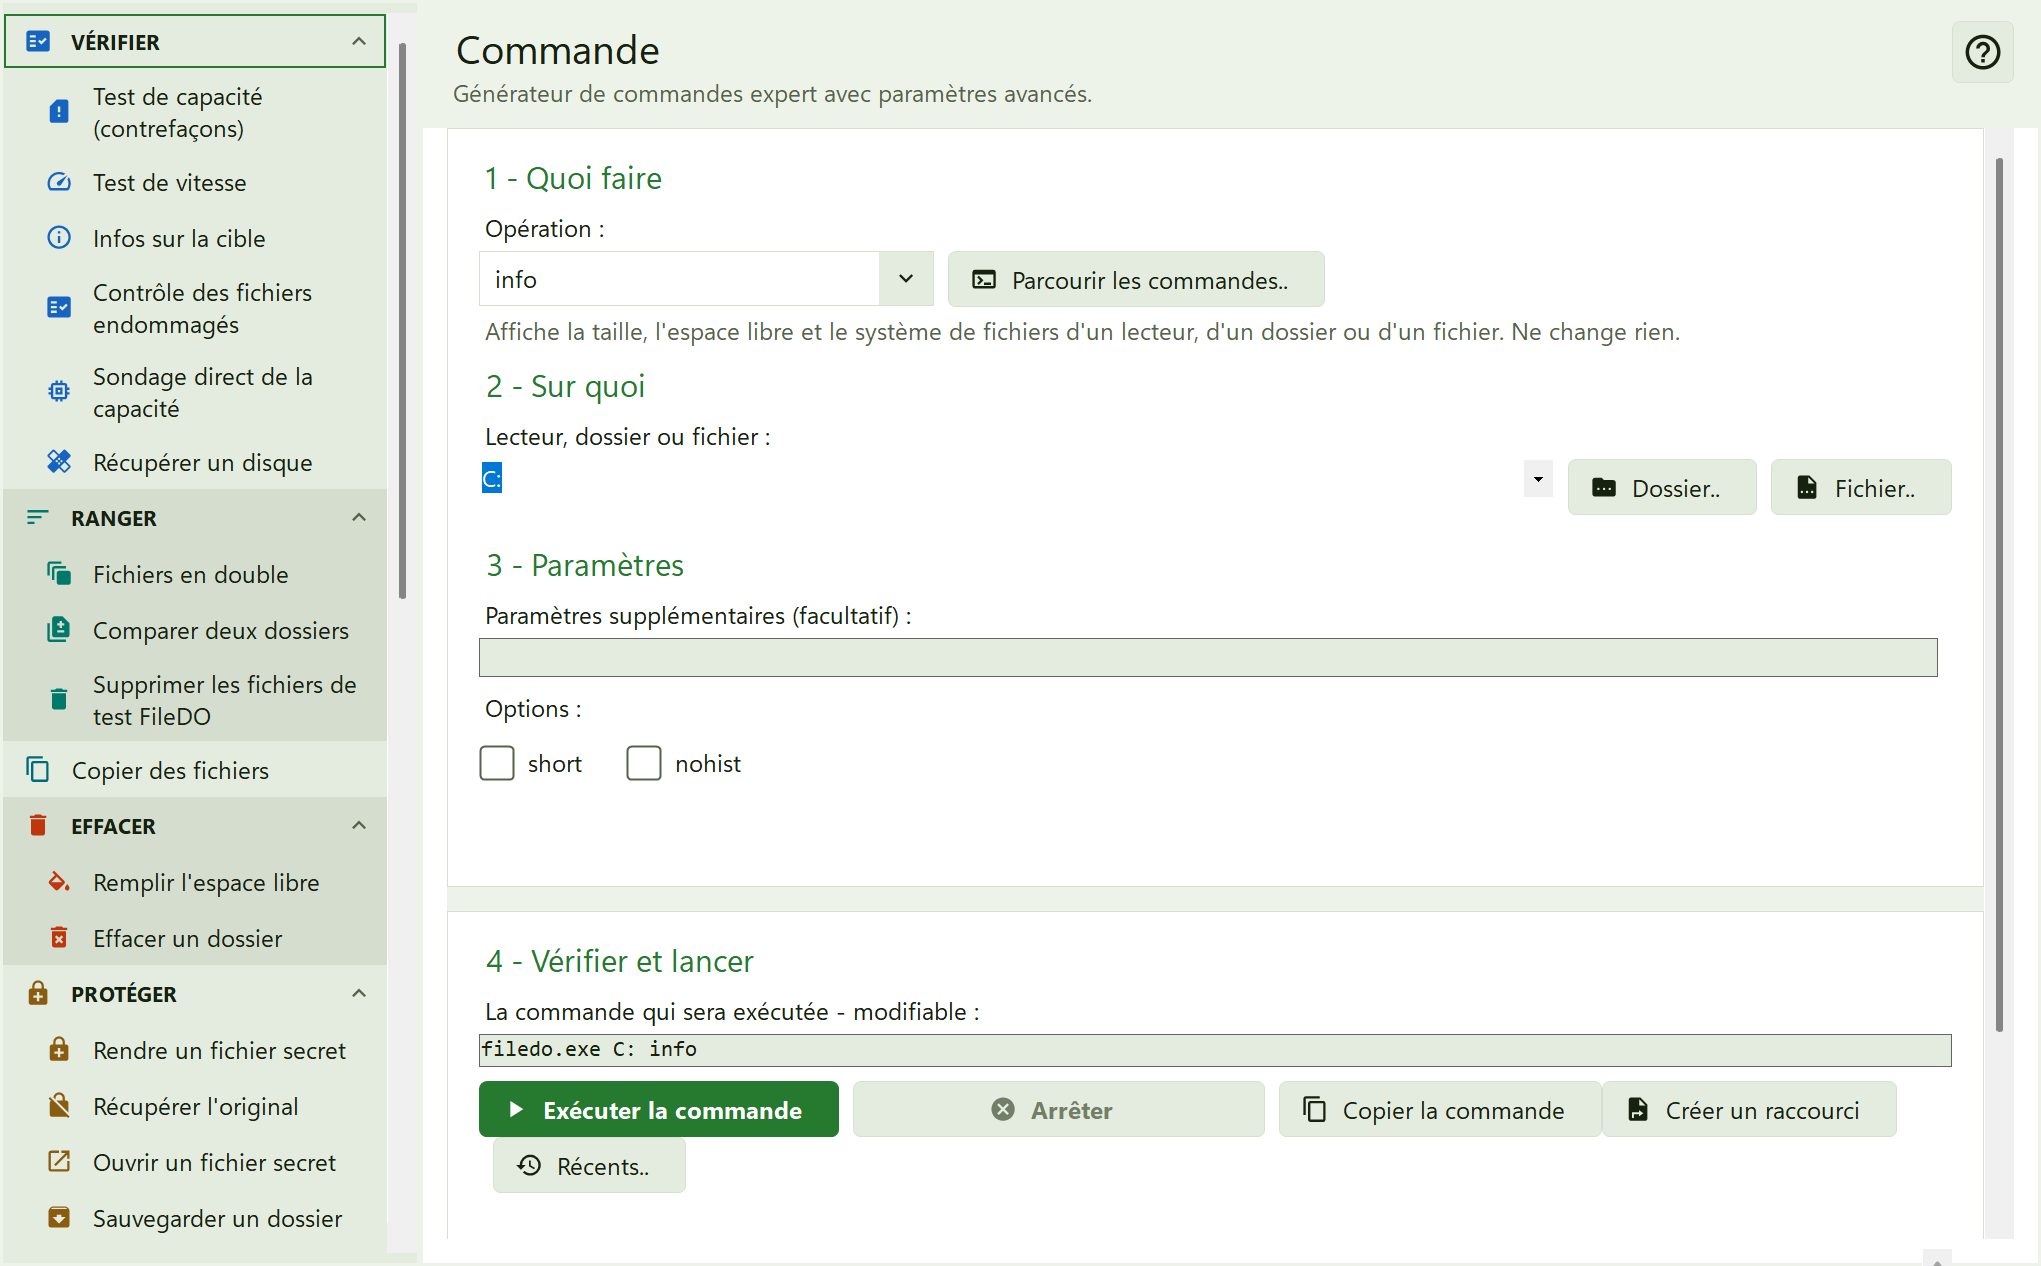 VÉRIFIER
Test de capacité
(contrefaçons)
Test de vitesse
Infos sur la cible
Contrôle des fichiers
endommagés
Sondage direct de la
capacité
Récupérer un disque
RANGER
Fichiers en double
Comparer deux dossiers
Supprimer les fichiers de
test FileDO
Copier des fichiers
EFFACER
Remplir l'espace libre
Effacer un dossier
PROTÉGER
Rendre un fichier secret
Récupérer l'original
Ouvrir un fichier secret
Sauvegarder un dossier
Commande
Générateur de commandes expert avec paramètres avancés.
1 - Quoi faire
Opération :
info
Parcourir les commandes..
Affiche la taille, l'espace libre et le système de fichiers d'un lecteur, d'un dossier ou d'un fichier. Ne change rien.
2 - Sur quoi
Lecteur, dossier ou fichier :
C:
Dossier..
Fichier..
3 - Paramètres
Paramètres supplémentaires (facultatif) :
Options :
short
nohist
4 - Vérifier et lancer
La commande qui sera exécutée - modifiable :
filedo.exe C: info
Exécuter la commande
Arrêter
Copier la commande
Créer un raccourci
Récents..